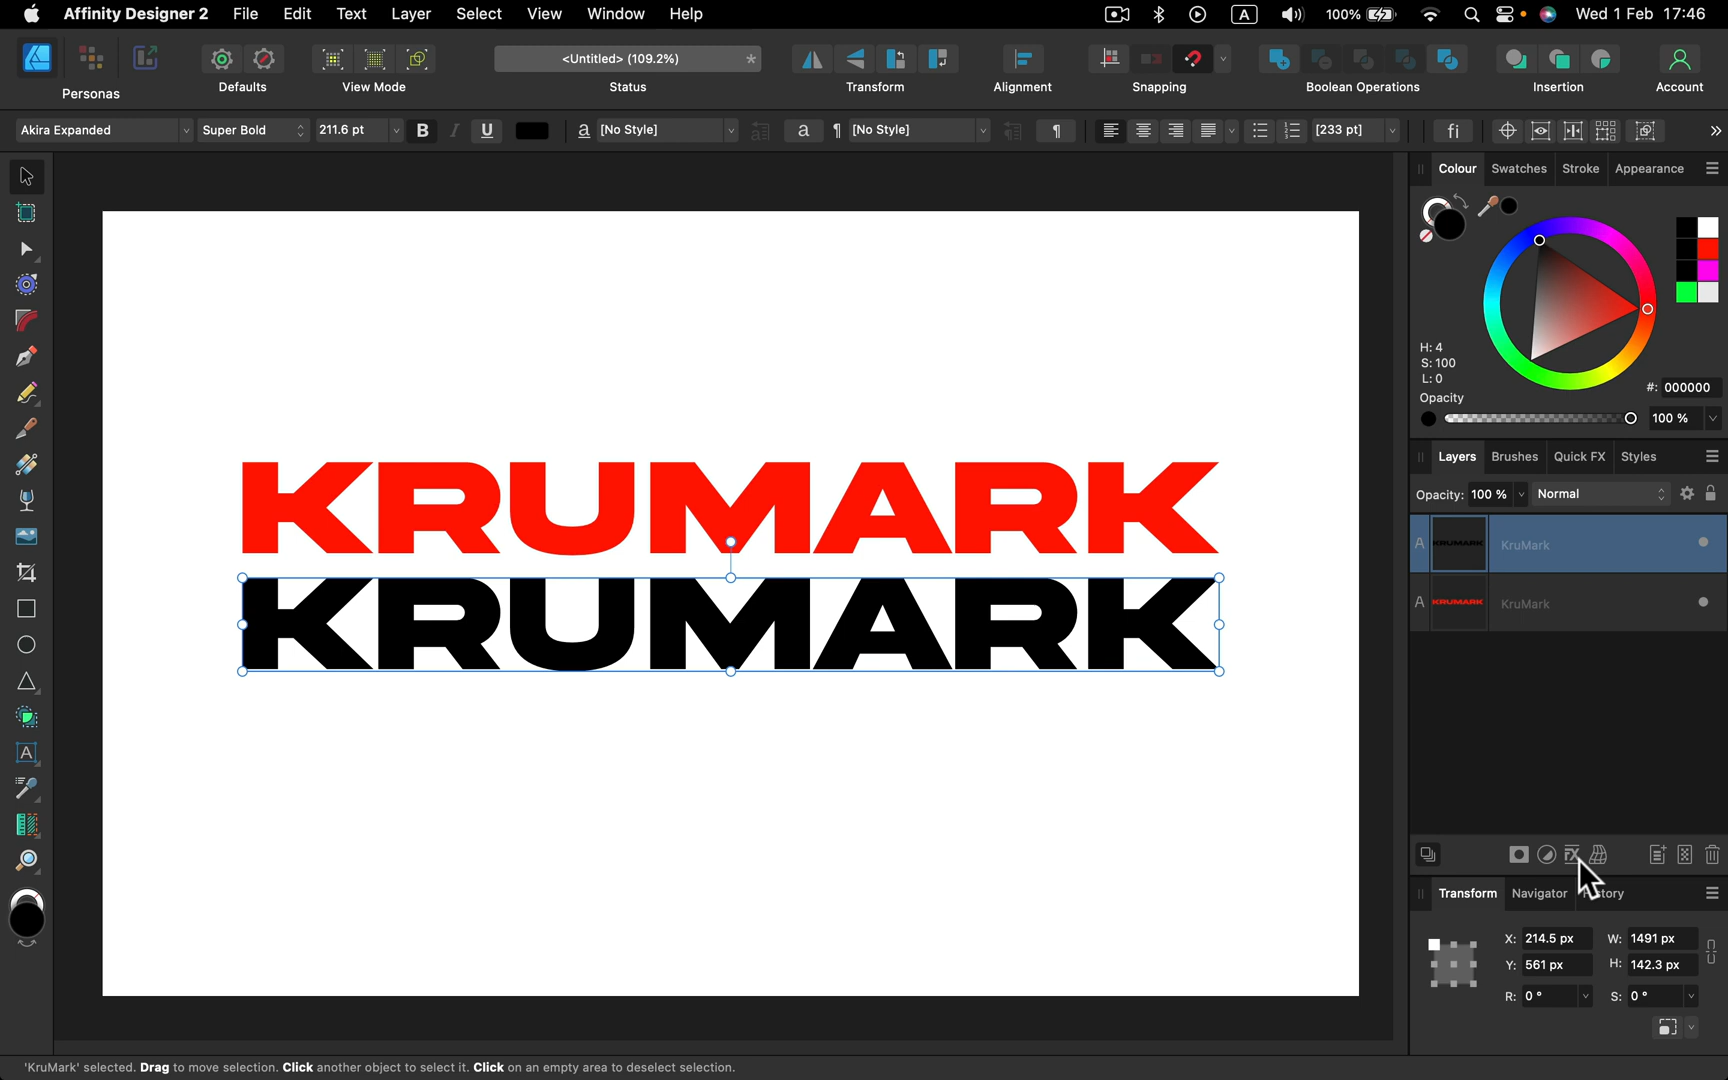 Affinity Designer 2 File Edit Text Layer Select View Window Help A 100% Wed 1 Feb 17:46
<Untitled> (109.2%) *
Personas Defaults View Mode Status Transform Alignment Snapping Boolean Operations Insertion Account
Akira Expanded Super Bold 211.6 pt B I U a [No Style] a ¶ [No Style] ¶ [233 pt] fi »
Colour Swatches Stroke Appearance
H: 4
S: 100
L: 0
#: 000000
Opacity
100 %
Layers Brushes Quick FX Styles
Opacity: 100 % Normal
A KRUMARK KruMark
A KRUMARK KruMark
KRUMARK
KRUMARK
A
FX
Transform Navigator
X: 214.5 px W: 1491 px
Y: 561 px H: 142.3 px
R: 0 ° S: 0 °
'KruMark' selected. Drag to move selection. Click another object to select it. Click on an empty area to deselect selection.